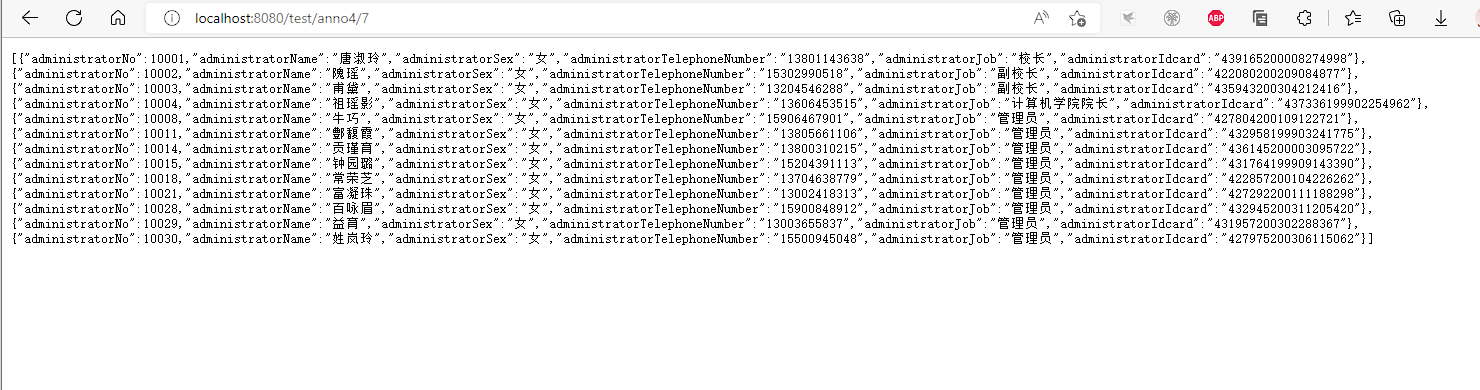 localhost:8080/test/anno4/7
ABP
[{"administratorNo":10001,"administratorName":"唐淑玲","administratorSex":"女","administratorTelephoneNumber":"13801143638","administratorJob":"校长","administratorIdcard":"439165200008274998"},
{"administratorNo":10002,"administratorName":"隗瑶","administratorSex":"女","administratorTelephoneNumber":"15302990518","administratorJob":"副校长","administratorIdcard":"422080200209084877"},
{"administratorNo":10003,"administratorName":"甫黛","administratorSex":"女","administratorTelephoneNumber":"13204546288","administratorJob":"副校长","administratorIdcard":"435943200304212416"},
{"administratorNo":10004,"administratorName":"祖瑶影","administratorSex":"女","administratorTelephoneNumber":"13606453515","administratorJob":"计算机学院院长","administratorIdcard":"437336199902254962"},
{"administratorNo":10008,"administratorName":"牛巧","administratorSex":"女","administratorTelephoneNumber":"15906467901","administratorJob":"管理员","administratorIdcard":"427804200109122721"},
{"administratorNo":10011,"administratorName":"酆馥霞","administratorSex":"女","administratorTelephoneNumber":"13805661106","administratorJob":"管理员","administratorIdcard":"432958199903241775"},
{"administratorNo":10014,"administratorName":"贡瑾育","administratorSex":"女","administratorTelephoneNumber":"13800310215","administratorJob":"管理员","administratorIdcard":"436145200003095722"},
{"administratorNo":10015,"administratorName":"钟园璐","administratorSex":"女","administratorTelephoneNumber":"15204391113","administratorJob":"管理员","administratorIdcard":"431764199909143390"},
{"administratorNo":10018,"administratorName":"常荣芝","administratorSex":"女","administratorTelephoneNumber":"13704638779","administratorJob":"管理员","administratorIdcard":"422857200104226262"},
{"administratorNo":10021,"administratorName":"富凝珠","administratorSex":"女","administratorTelephoneNumber":"13002418313","administratorJob":"管理员","administratorIdcard":"427292200111188298"},
{"administratorNo":10028,"administratorName":"百咏眉","administratorSex":"女","administratorTelephoneNumber":"15900848912","administratorJob":"管理员","administratorIdcard":"432945200311205420"},
{"administratorNo":10029,"administratorName":"益育","administratorSex":"女","administratorTelephoneNumber":"13003655837","administratorJob":"管理员","administratorIdcard":"431957200302288367"},
{"administratorNo":10030,"administratorName":"姓岚玲","administratorSex":"女","administratorTelephoneNumber":"15500945048","administratorJob":"管理员","administratorIdcard":"427975200306115062"}]